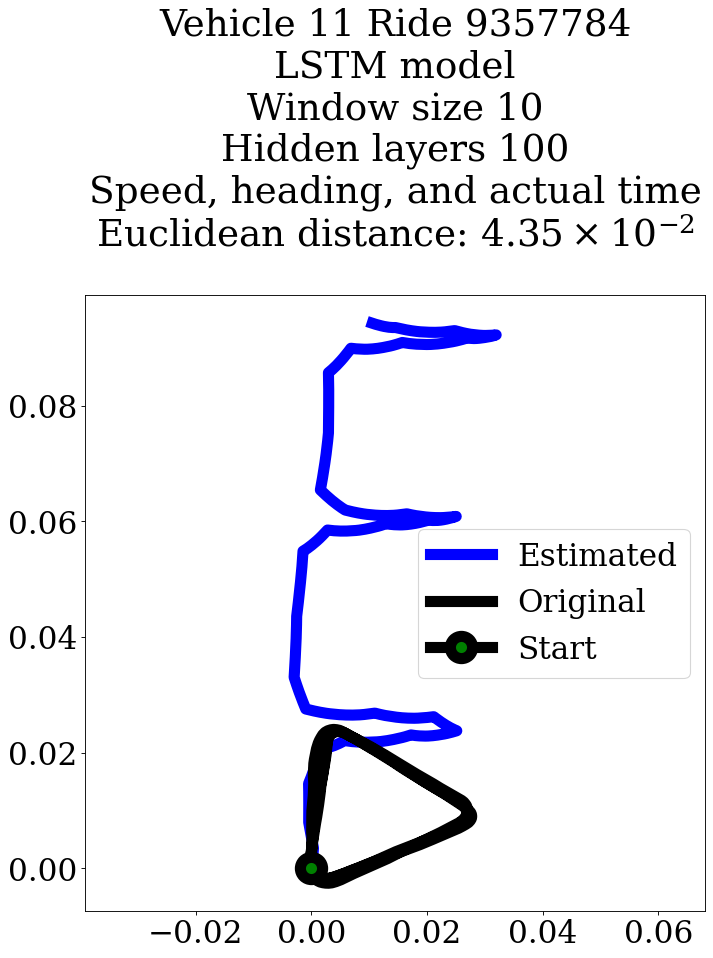 Vehicle 11 Ride 9357784
LSTM model
Window size 10
Hidden layers 100
Speed, heading, and actual time
Euclidean distance: 4.35 × 10⁻²
0.08
0.06
0.04
0.02
0.00
Estimated
Original
Start
−0.02 0.00 0.02 0.04 0.06